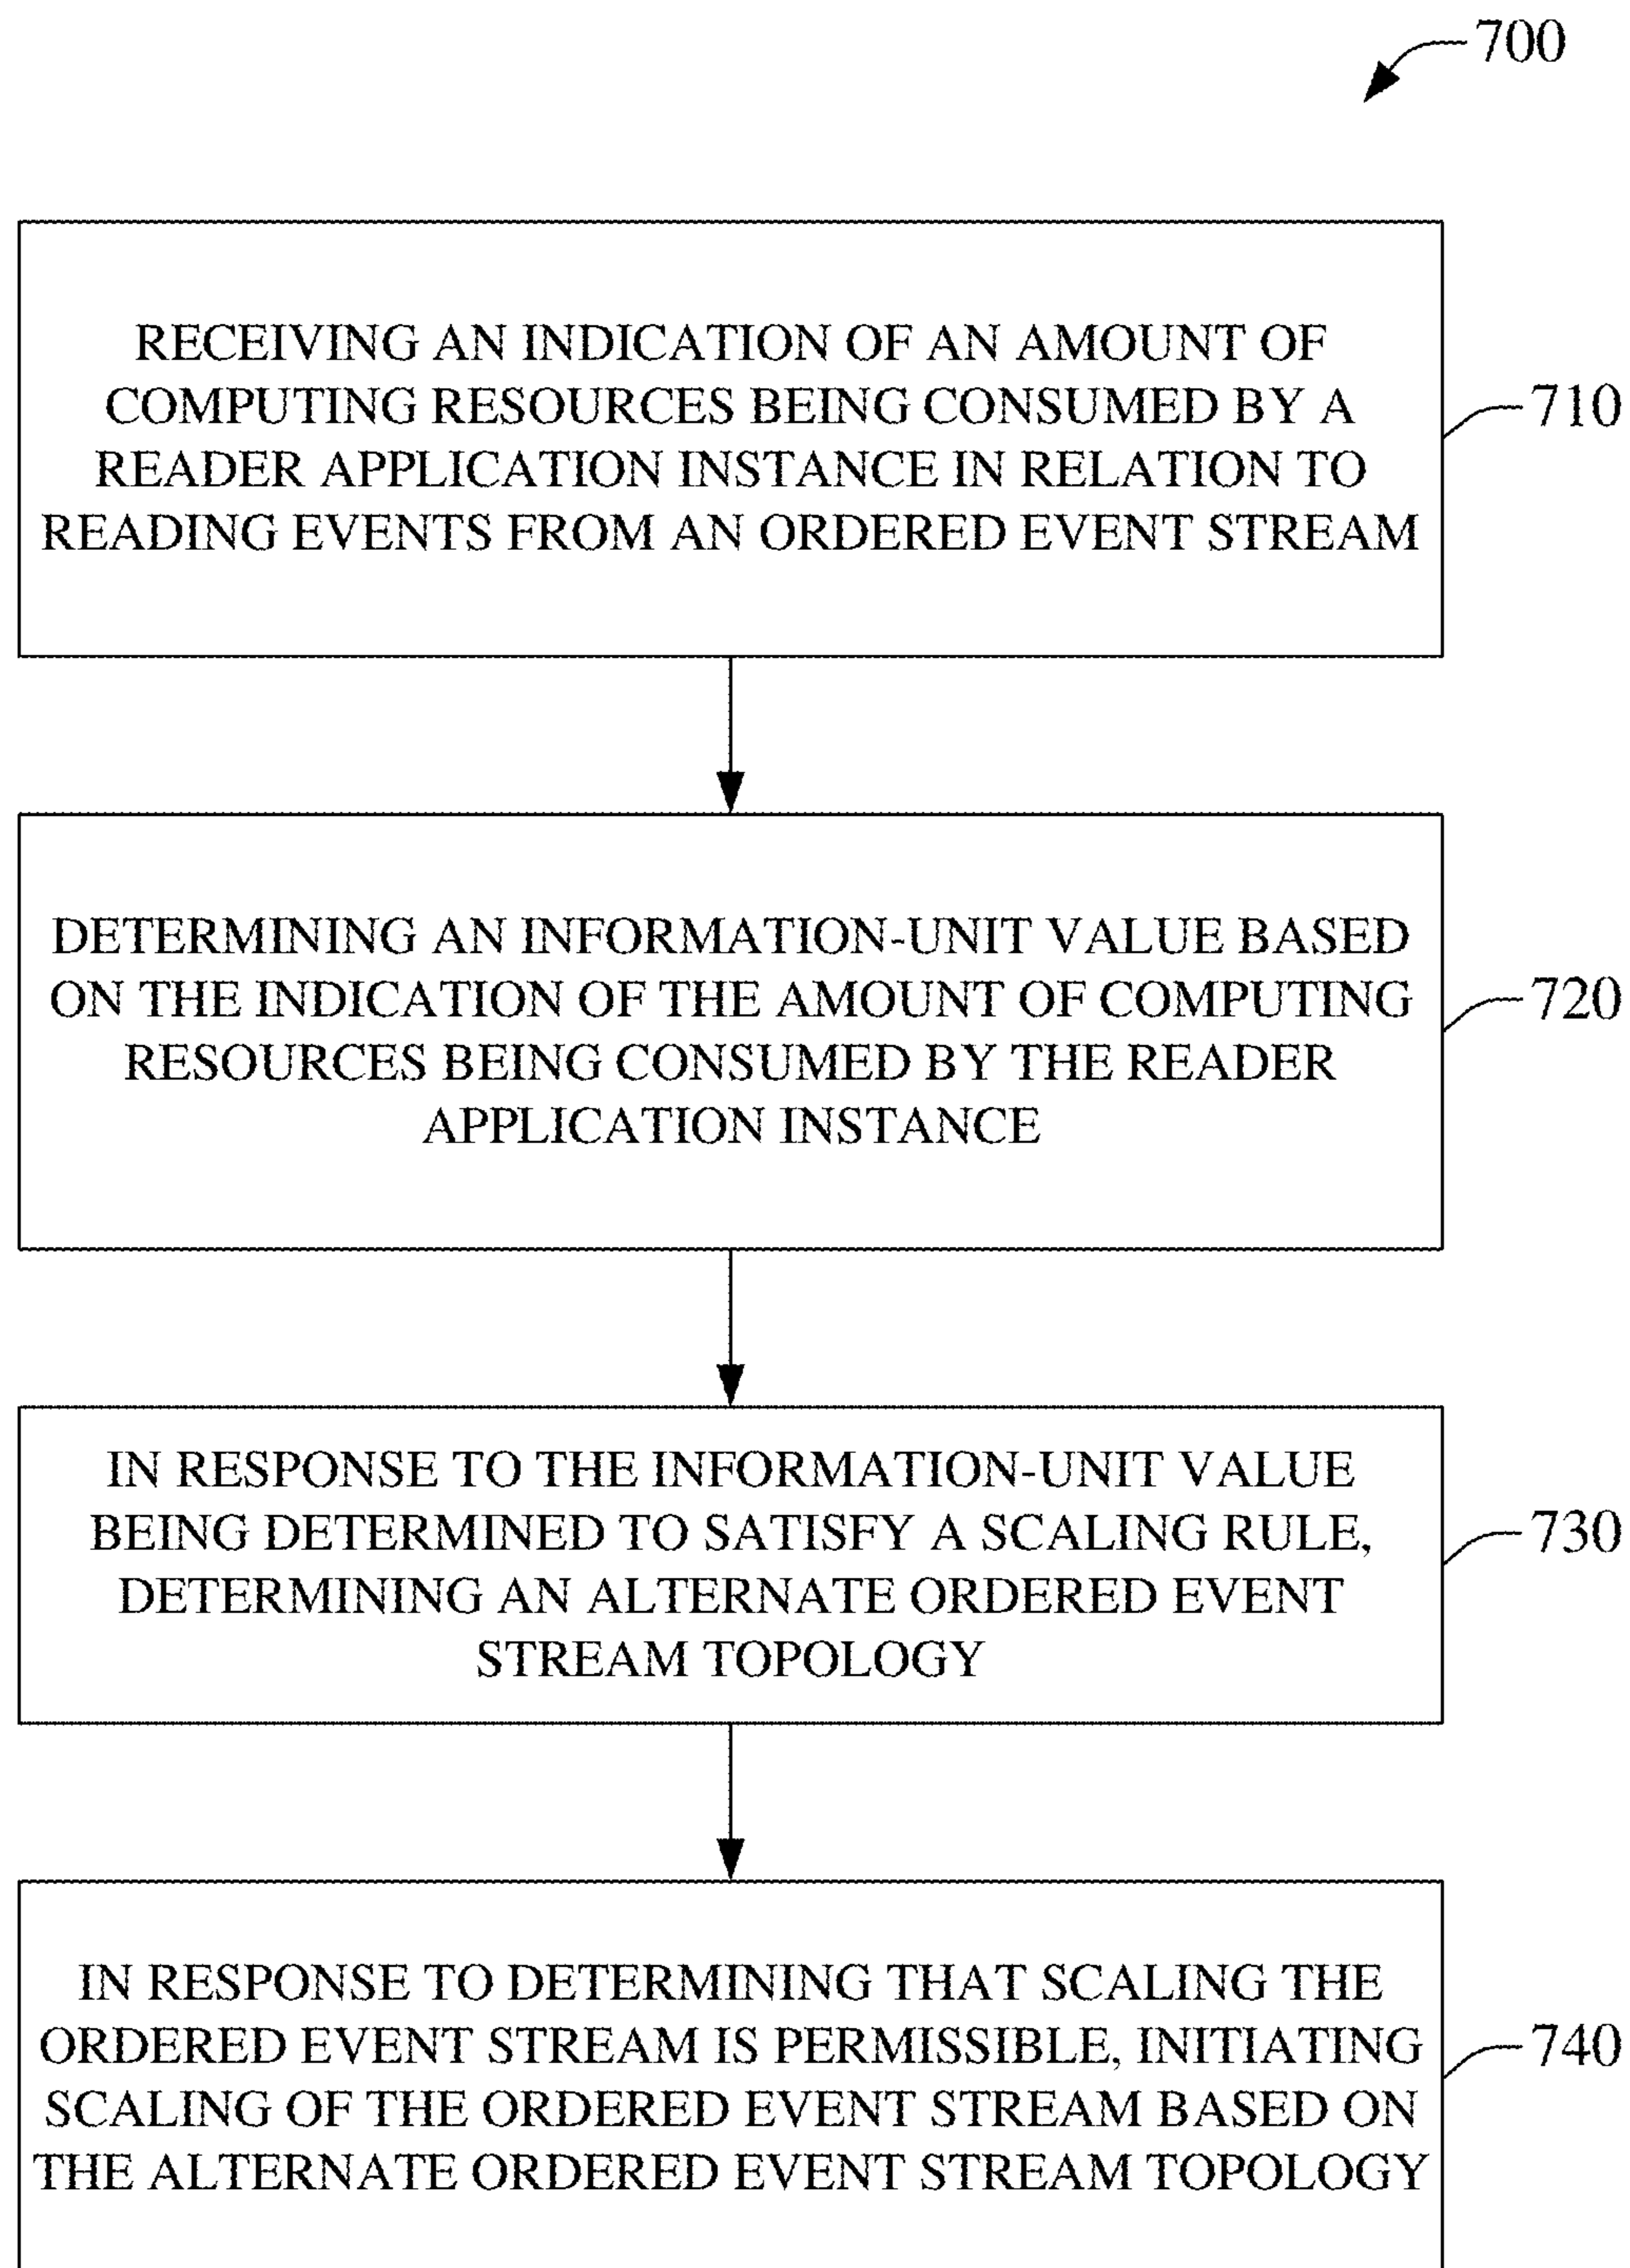 700
RECEIVING AN INDICATION OF AN AMOUNT OF
COMPUTING RESOURCES BEING CONSUMED BY A
READER APPLICATION INSTANCE IN RELATION TO
READING EVENTS FROM AN ORDERED EVENT STREAM
710
DETERMINING AN INFORMATION-UNIT VALUE BASED
ON THE INDICATION OF THE AMOUNT OF COMPUTING
RESOURCES BEING CONSUMED BY THE READER
APPLICATION INSTANCE
720
IN RESPONSE TO THE INFORMATION-UNIT VALUE
BEING DETERMINED TO SATISFY A SCALING RULE,
DETERMINING AN ALTERNATE ORDERED EVENT
STREAM TOPOLOGY
730
IN RESPONSE TO DETERMINING THAT SCALING THE
ORDERED EVENT STREAM IS PERMISSIBLE, INITIATING
SCALING OF THE ORDERED EVENT STREAM BASED ON
THE ALTERNATE ORDERED EVENT STREAM TOPOLOGY
740